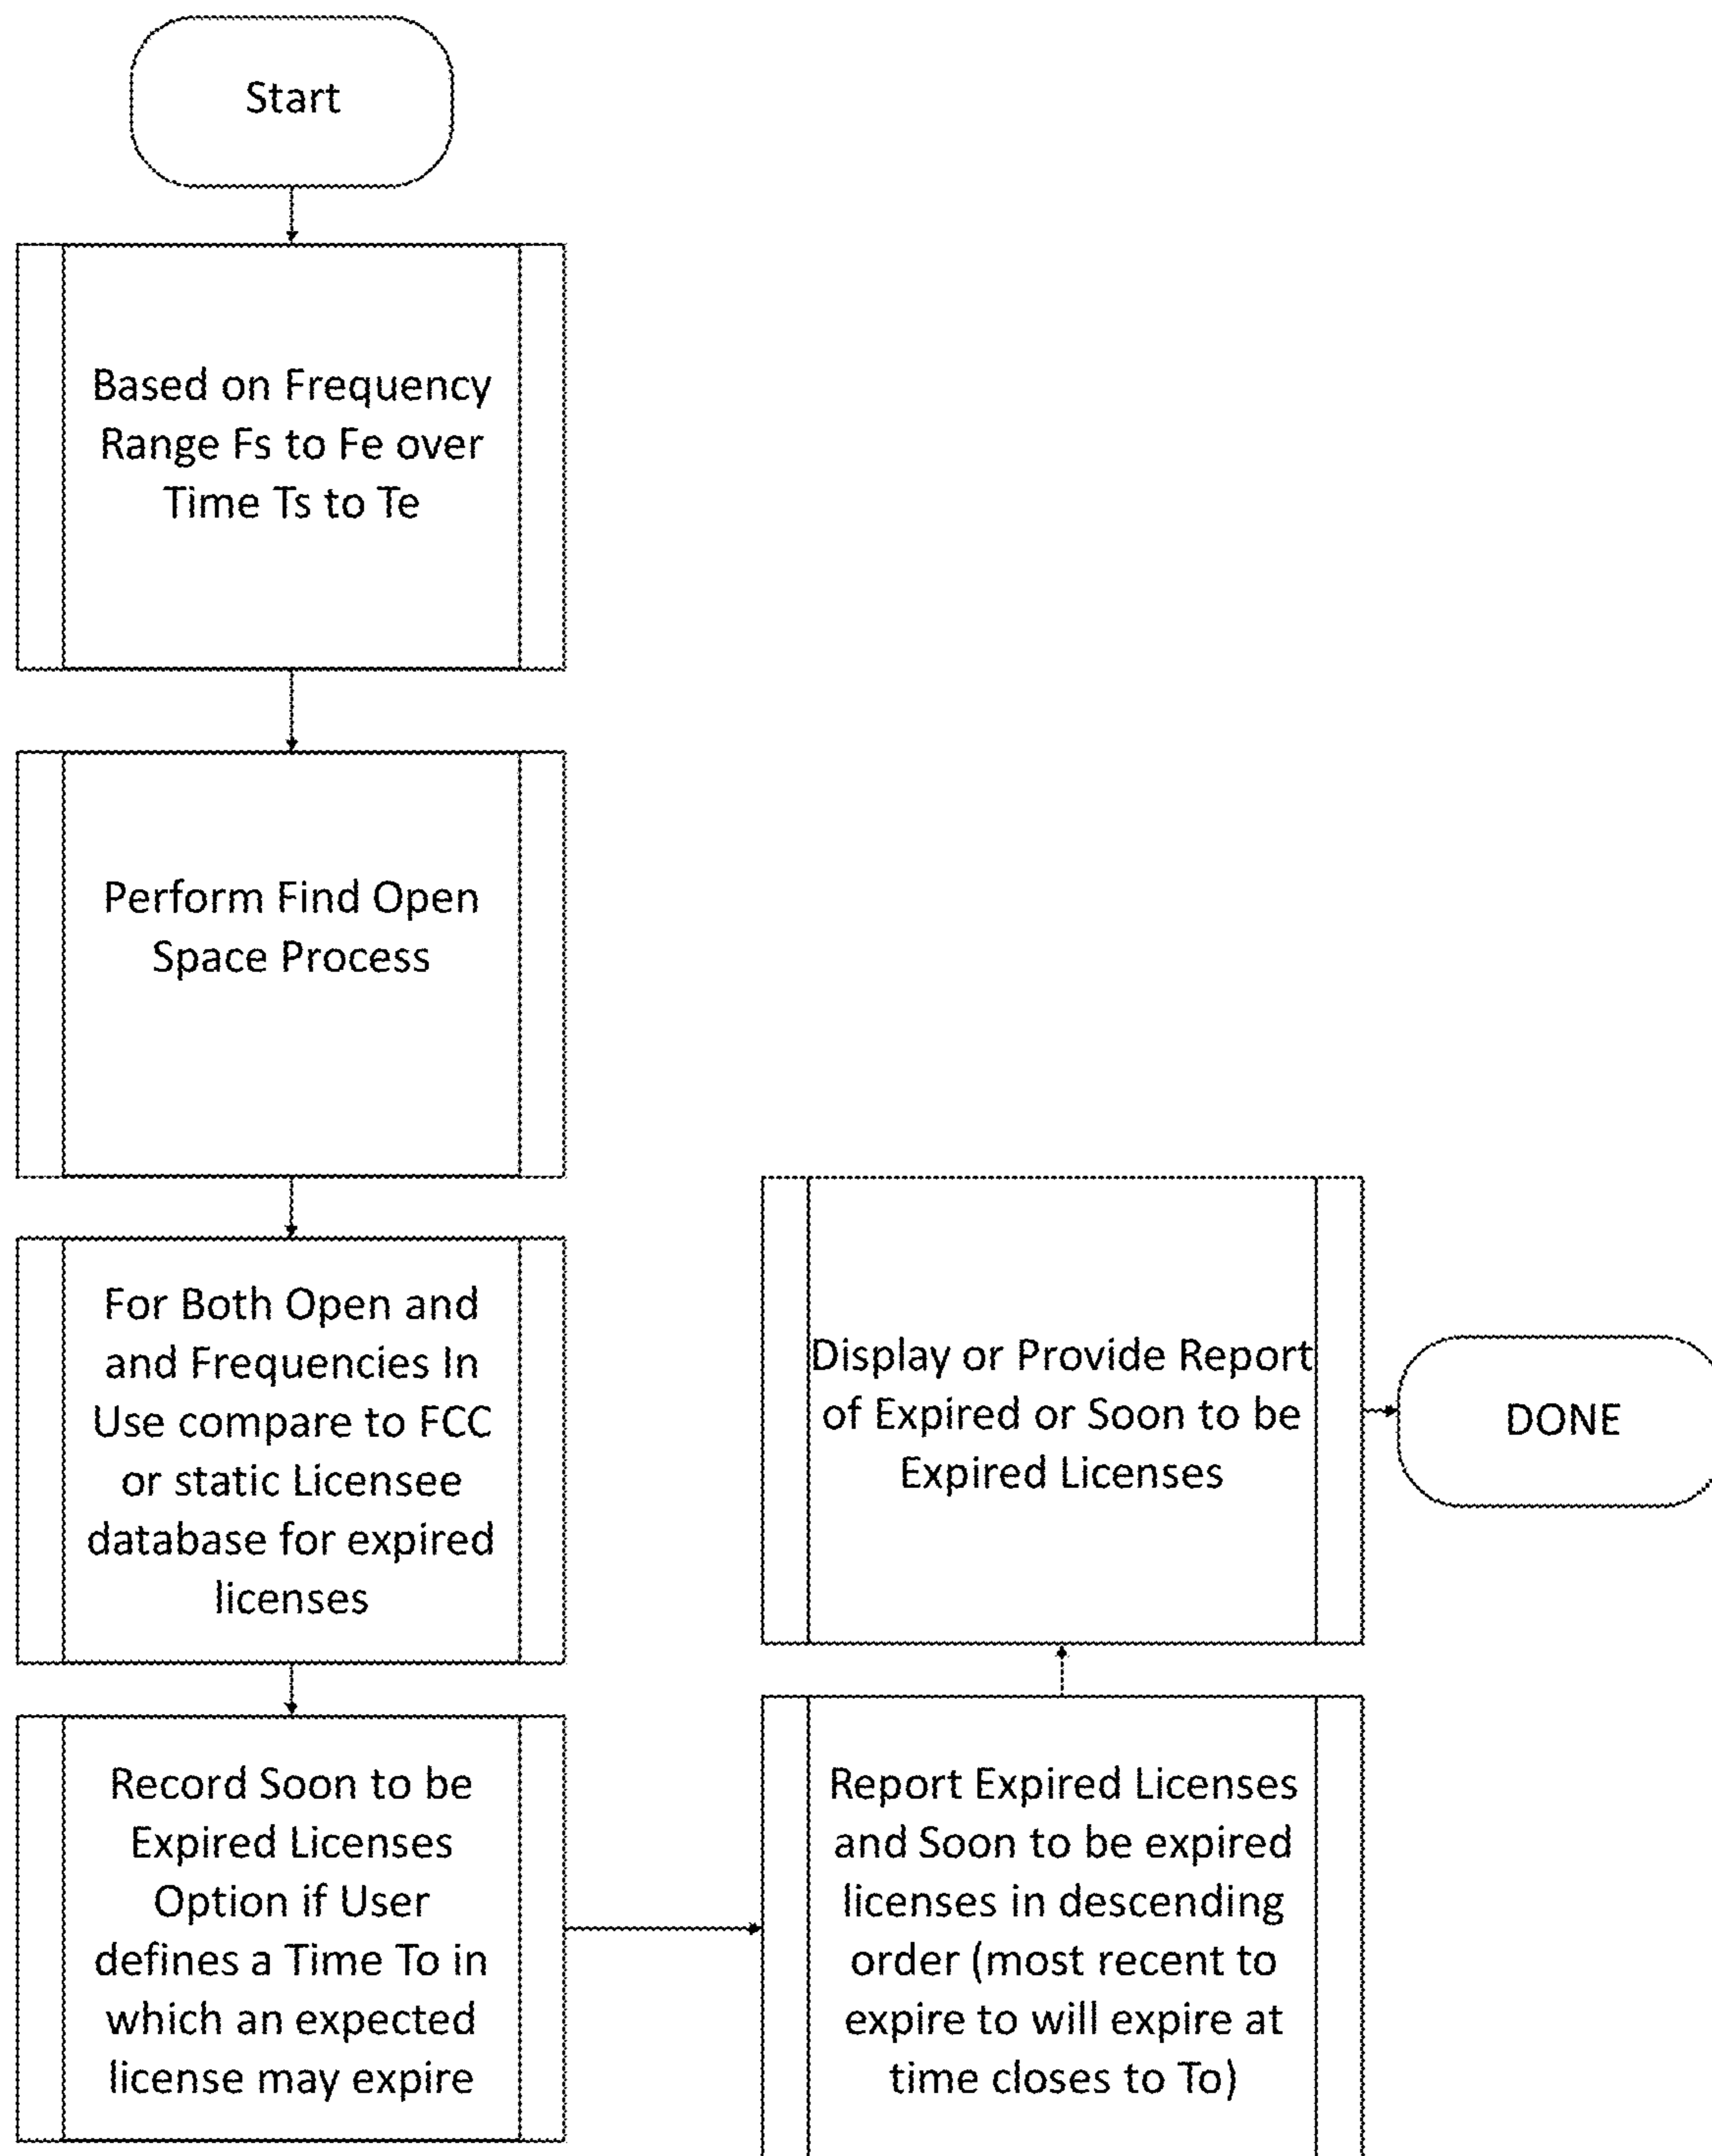 Start
Based on Frequency
Range Fs to Fe over
Time Ts to Te
Perform Find Open
Space Process
For Both Open and
and Frequencies In
Use compare to FCC
or static Licensee
database for expired
licenses
Record Soon to be
Expired Licenses
Option if User
defines a Time To in
which an expected
license may expire
Report Expired Licenses
and Soon to be expired
licenses in descending
order (most recent to
expire to will expire at
time closes to To)
Display or Provide Report
of Expired or Soon to be
Expired Licenses
DONE